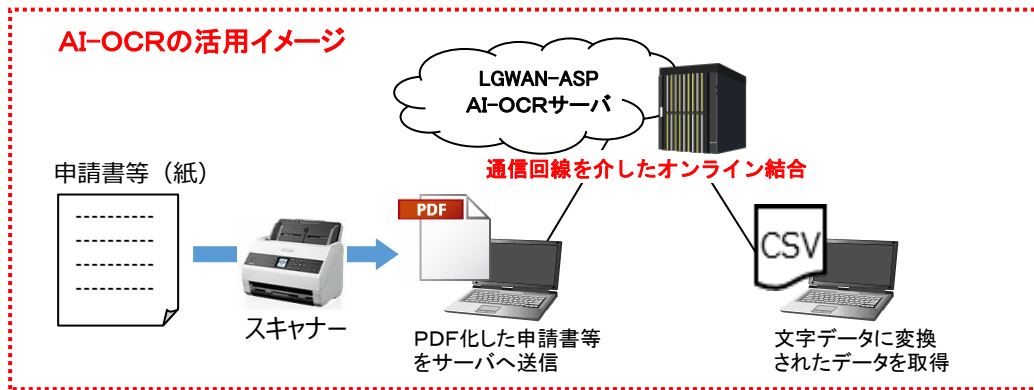 AI-OCRの活用イメージ
LGWAN-ASP
AI-OCRサーバ
通信回線を介したオンライン結合
申請書等（紙）
PDF
CSV
スキャナー
PDF化した申請書等
をサーバへ送信
文字データに変換
されたデータを取得